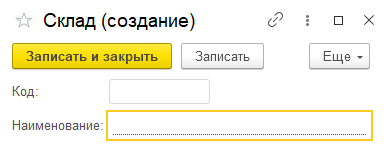 Склад (создание)
Записать и закрыть Записать Еще
Код:
Наименование: